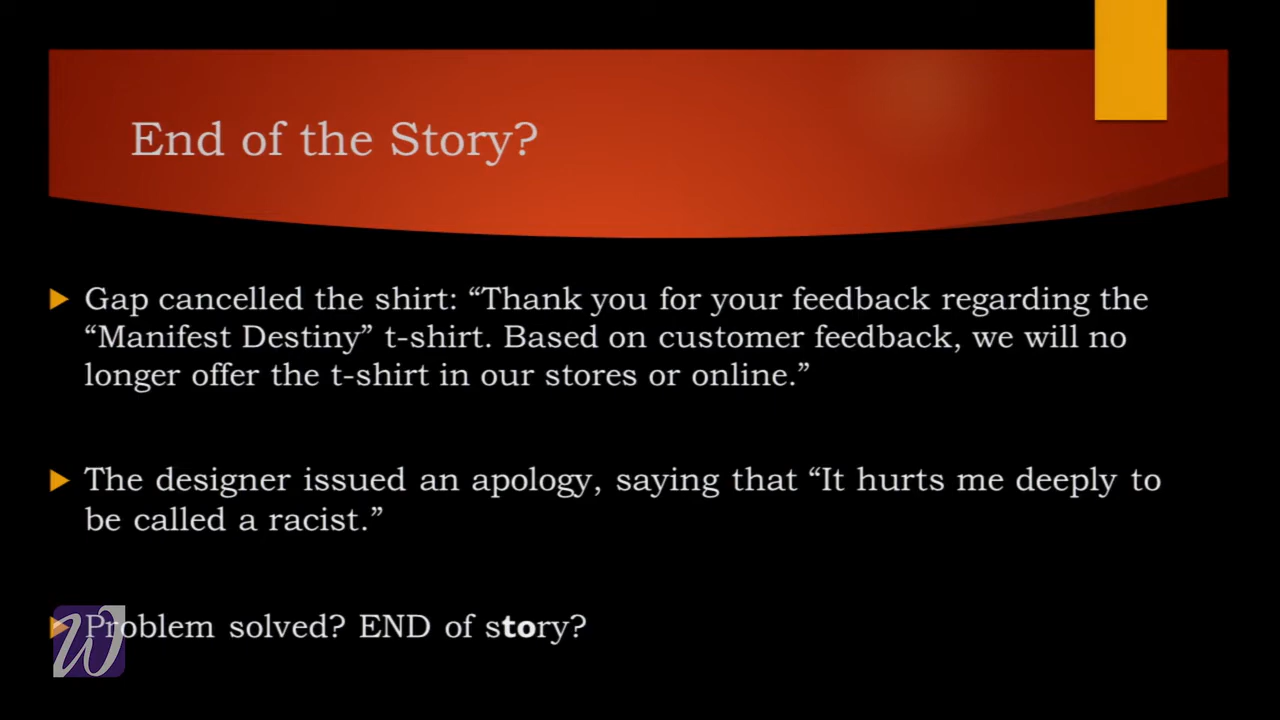 End of the Story?
Gap cancelled the shirt: “Thank you for your feedback regarding the
“Manifest Destiny” t-shirt. Based on customer feedback, we will no
longer offer the t-shirt in our stores or online.”
The designer issued an apology, saying that “It hurts me deeply to
be called a racist.”
Problem solved? END of story?
W